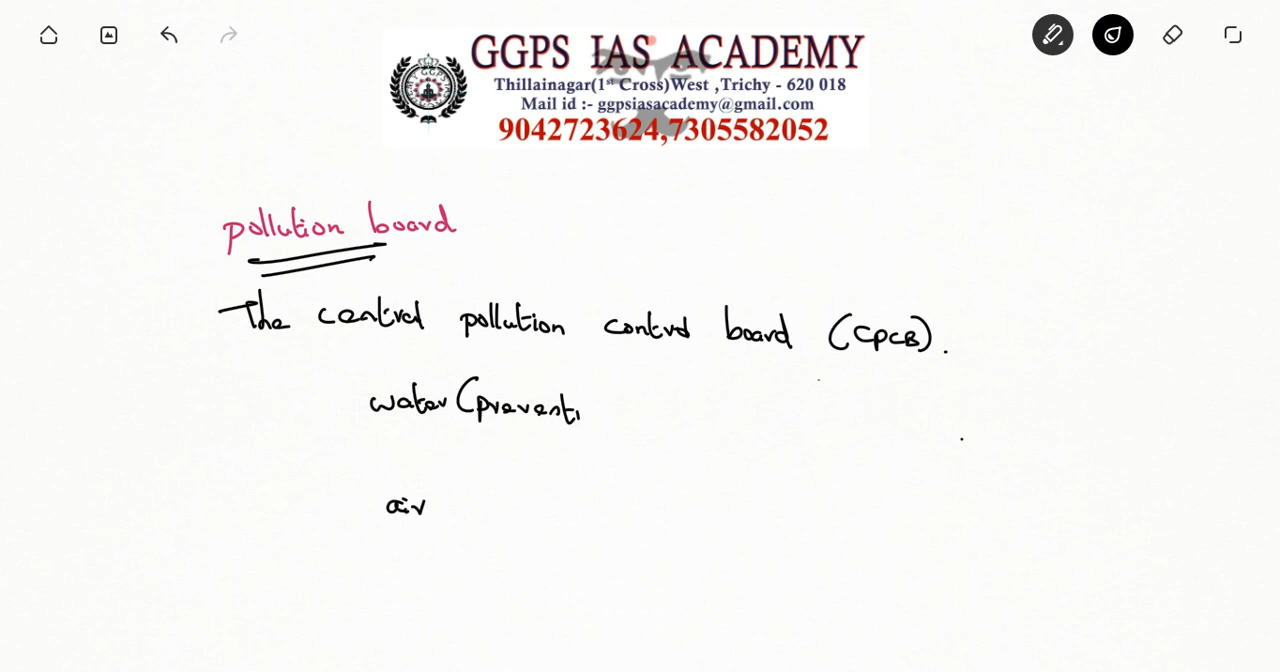 GGPS IAS ACADEMY
Thillainagar(1st Cross)West ,Trichy - 620 018
Mail id :- ggpsiasacademy@gmail.com
9042723624,7305582052
GGPS
pollution board
The central pollution control board (CPCB).
water (preventi
air